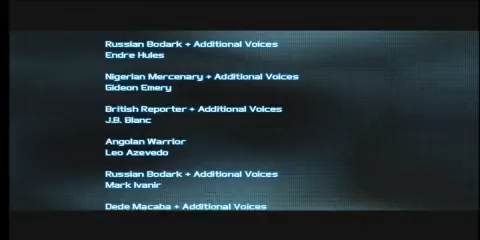 Russian Bodark + Additional Voices
Endre Hules
Nigerian Mercenary + Additional Voices
Gideon Emery
British Reporter + Additional Voices
J.B. Blanc
Angolan Warrior
Leo Azevedo
Russian Bodark + Additional Voices
Mark Ivanir
Dede Macaba + Additional Voices